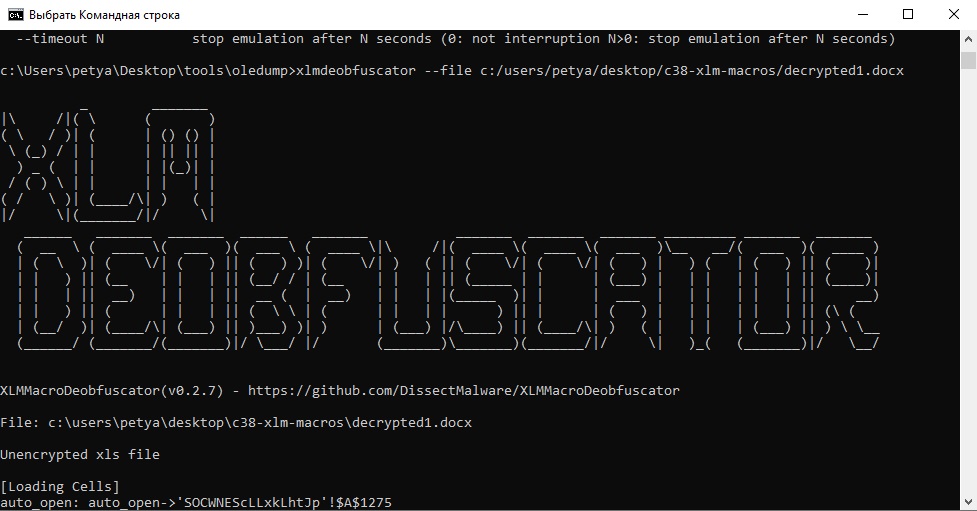 Выбрать Командная строка
--timeout N stop emulation after N seconds (0: not interruption N>0: stop emulation after N seconds)
c:\Users\petya\Desktop\tools\oledump>xlmdeobfuscator --file c:/users/petya/desktop/c38-xlm-macros/decrypted1.docx
XLM
DEOBFUSCATOR
XLMMacroDeobfuscator(v0.2.7) - https://github.com/DissectMalware/XLMMacroDeobfuscator
File: c:\users\petya\desktop\c38-xlm-macros\decrypted1.docx
Unencrypted xls file
[Loading Cells]
auto_open: auto_open->'SOCWNEScLLxkLhtJp'!$A$1275